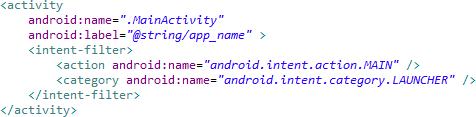 <activity
    android:name=".MainActivity"
    android:label="@string/app_name" >
    <intent-filter>
        <action android:name="android.intent.action.MAIN" />
        <category android:name="android.intent.category.LAUNCHER" />
    </intent-filter>
</activity>